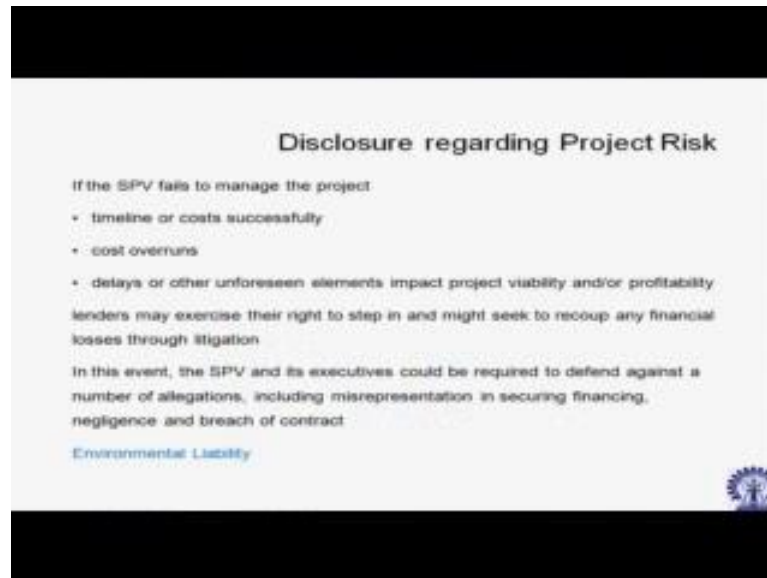 Disclosure regarding Project Risk
If the SPV fails to manage the project
• timeline or costs successfully
• cost overruns
• delays or other unforeseen elements impact project viability and/or profitability
lenders may exercise their right to step in and might seek to recoup any financial
losses through litigation
In this event, the SPV and its executives could be required to defend against a
number of allegations, including misrepresentation in securing financing,
negligence and breach of contract
Environmental Liability